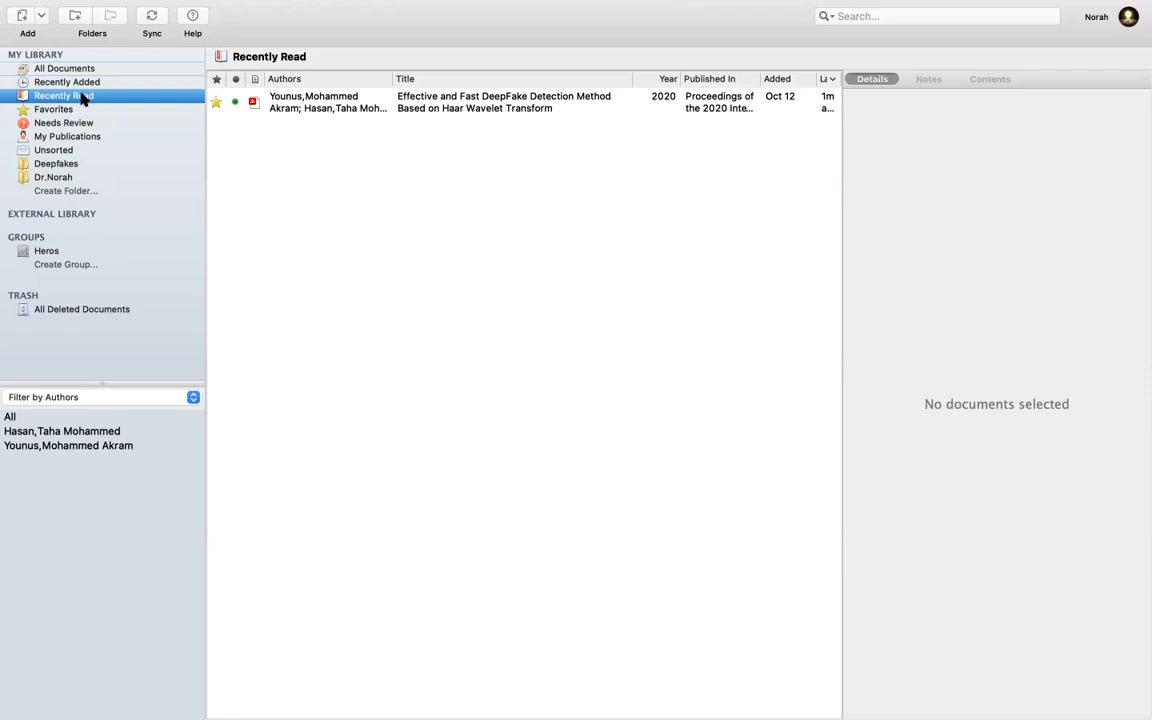 Search...
Norah
Add
Folders
Sync
Help
MY LIBRARY
All Documents
Recently Added
Recently Read
Favorites
Needs Review
My Publications
Unsorted
Deepfakes
Dr.Norah
Create Folder...
EXTERNAL LIBRARY
GROUPS
Heros
Create Group...
TRASH
All Deleted Documents
Filter by Authors
All
Hasan,Taha Mohammed
Younus,Mohammed Akram
Recently Read
Authors Title Year Published In Added
Younus,Mohammed Effective and Fast DeepFake Detection Method 2020 Proceedings of Oct 12 1m
Akram; Hasan,Taha Moh... Based on Haar Wavelet Transform the 2020 Inte... a...
Details Notes Contents
No documents selected